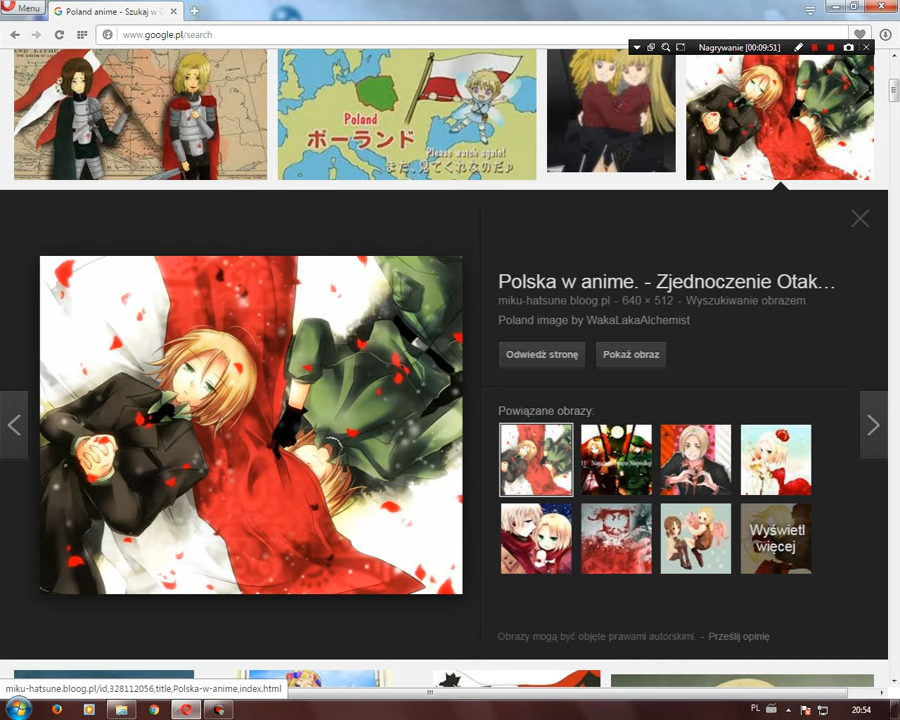 Menu
Poland anime - Szukaj w G
www.google.pl/search
Nagrywanie [00:09:51]
Poland
ポーランド
Please watch again!
まだ、見てくれなのだ♪
Polska w anime. - Zjednoczenie Otak...
miku-hatsune.bloog.pl - 640 × 512 - Wyszukiwanie obrazem
Poland image by WakaLakaAlchemist
Odwiedź stronę
Pokaż obraz
Powiązane obrazy:
Wyświetl
więcej
Obrazy mogą być objęte prawami autorskimi. - Prześlij opinię
miku-hatsune.bloog.pl/id,328112056,title,Polska-w-anime,index.html
PL
20:54